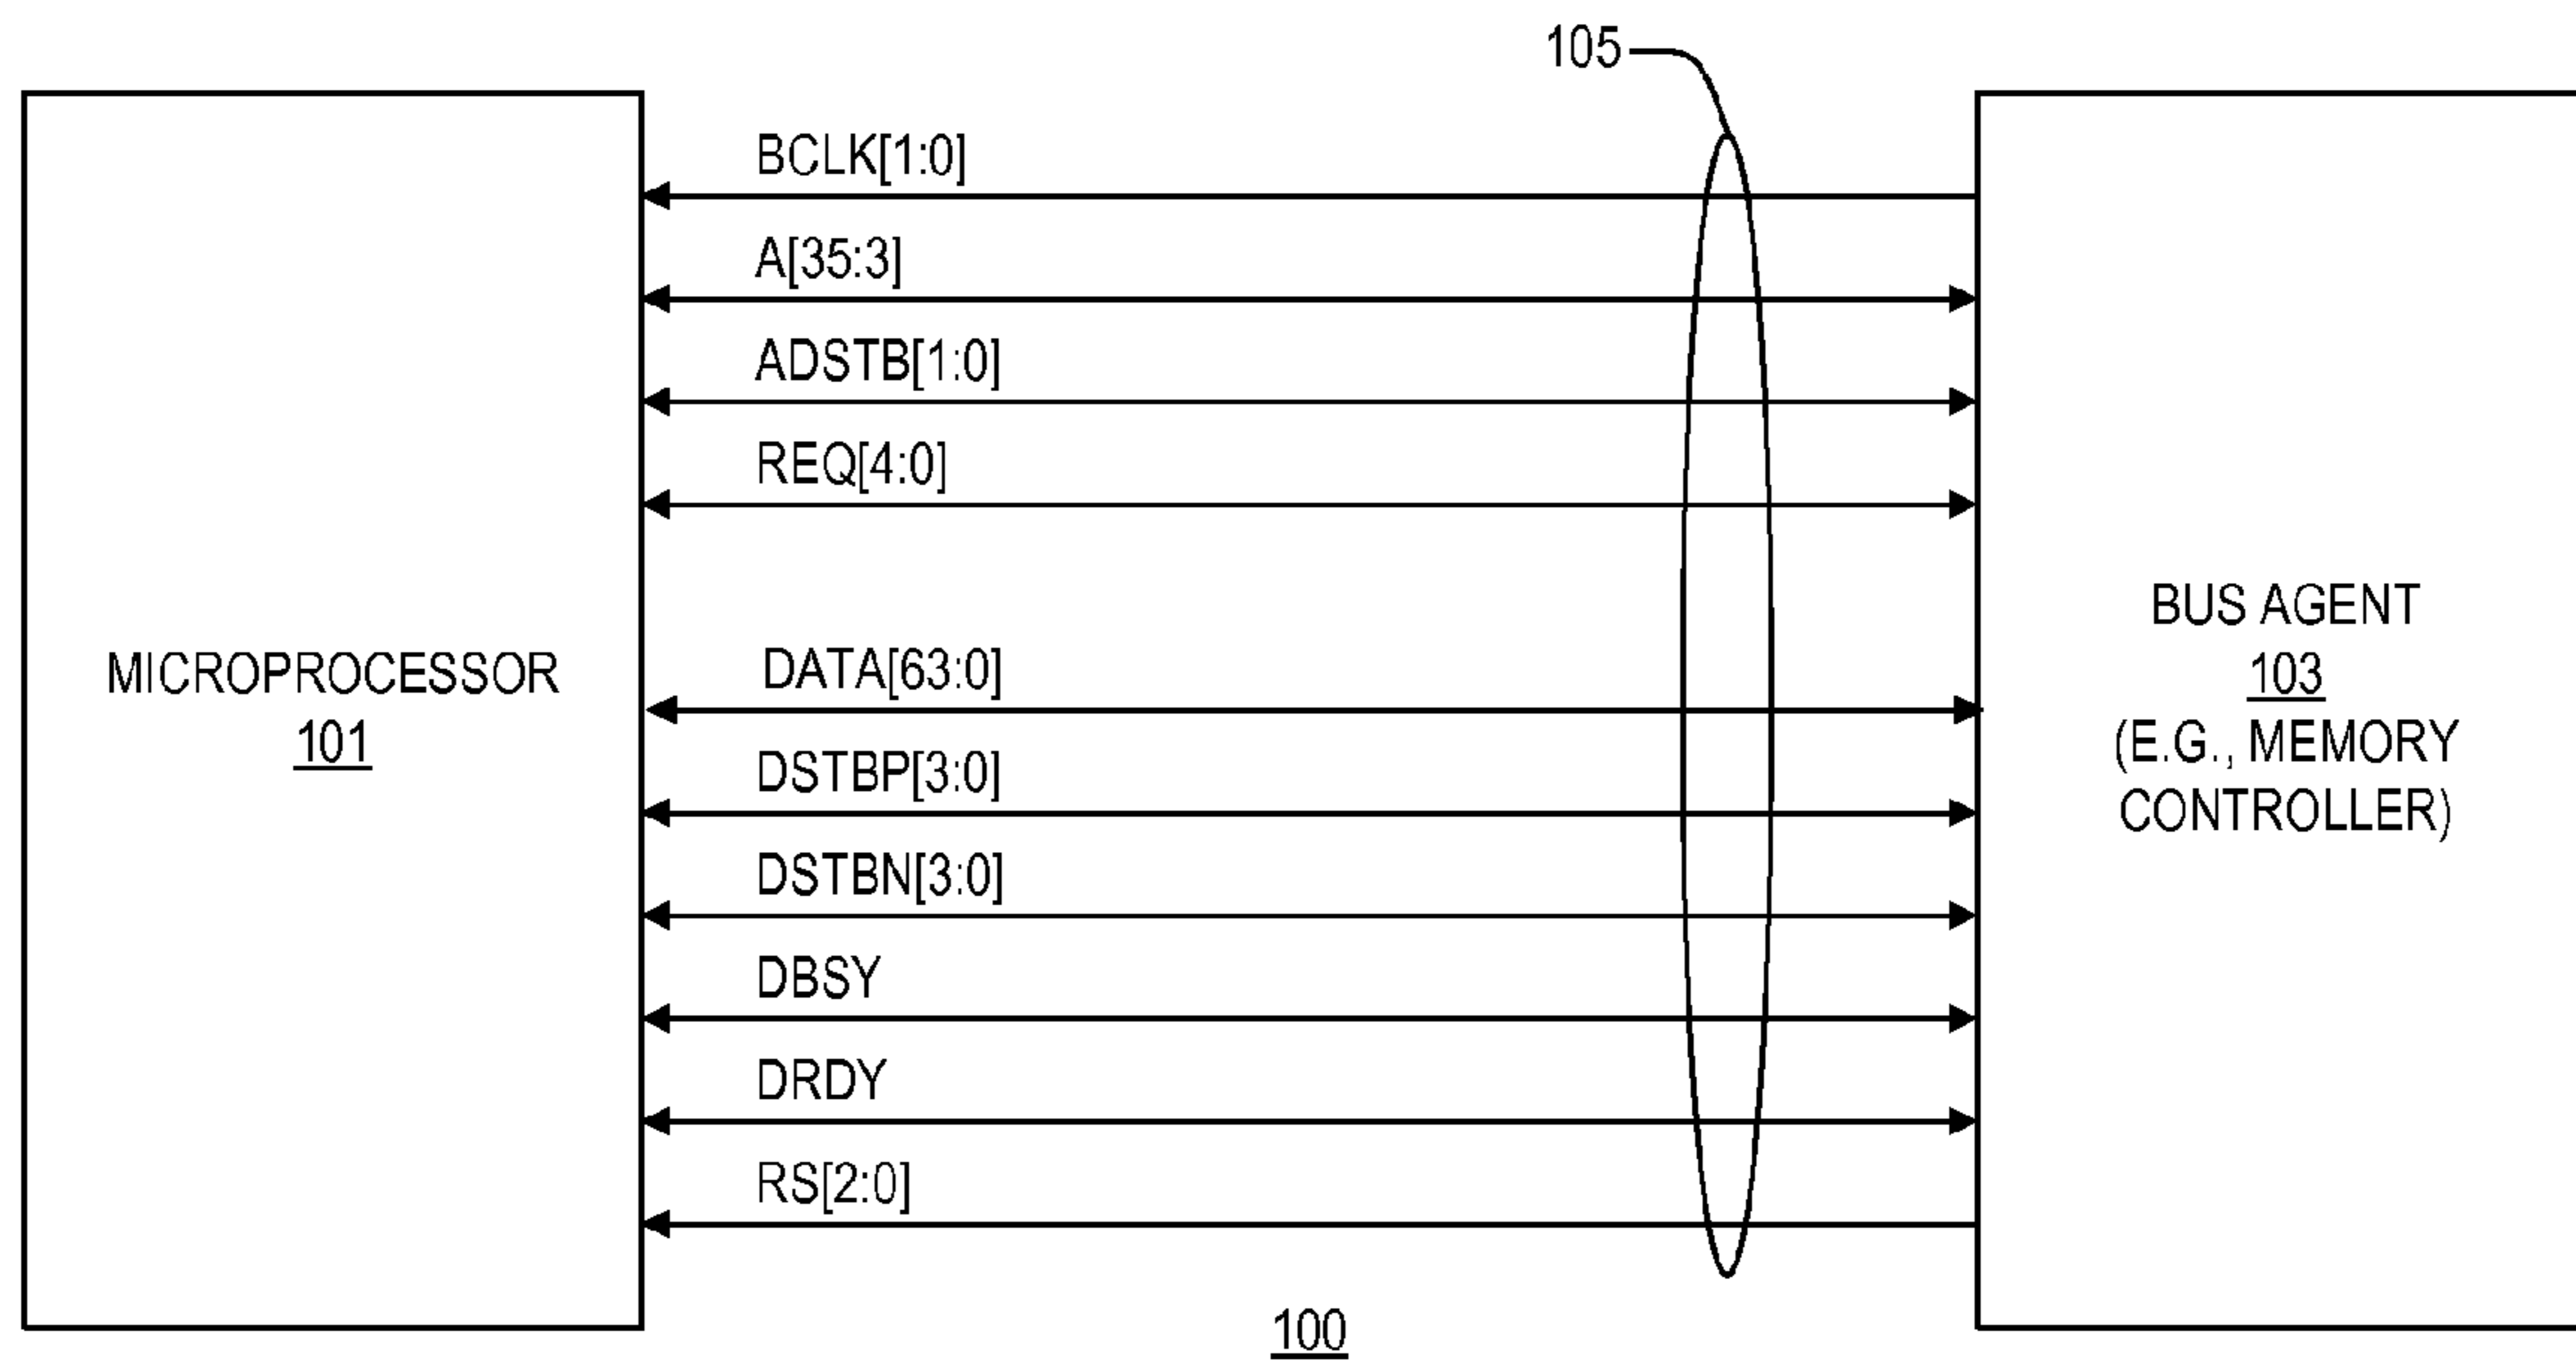 105
BCLK[1:0]
A[35:3]
ADSTB[1:0]
REQ[4:0]
DATA[63:0]
DSTBP[3:0]
DSTBN[3:0]
DBSY
DRDY
RS[2:0]
MICROPROCESSOR
101
BUS AGENT
103
(E.G., MEMORY
CONTROLLER)
100